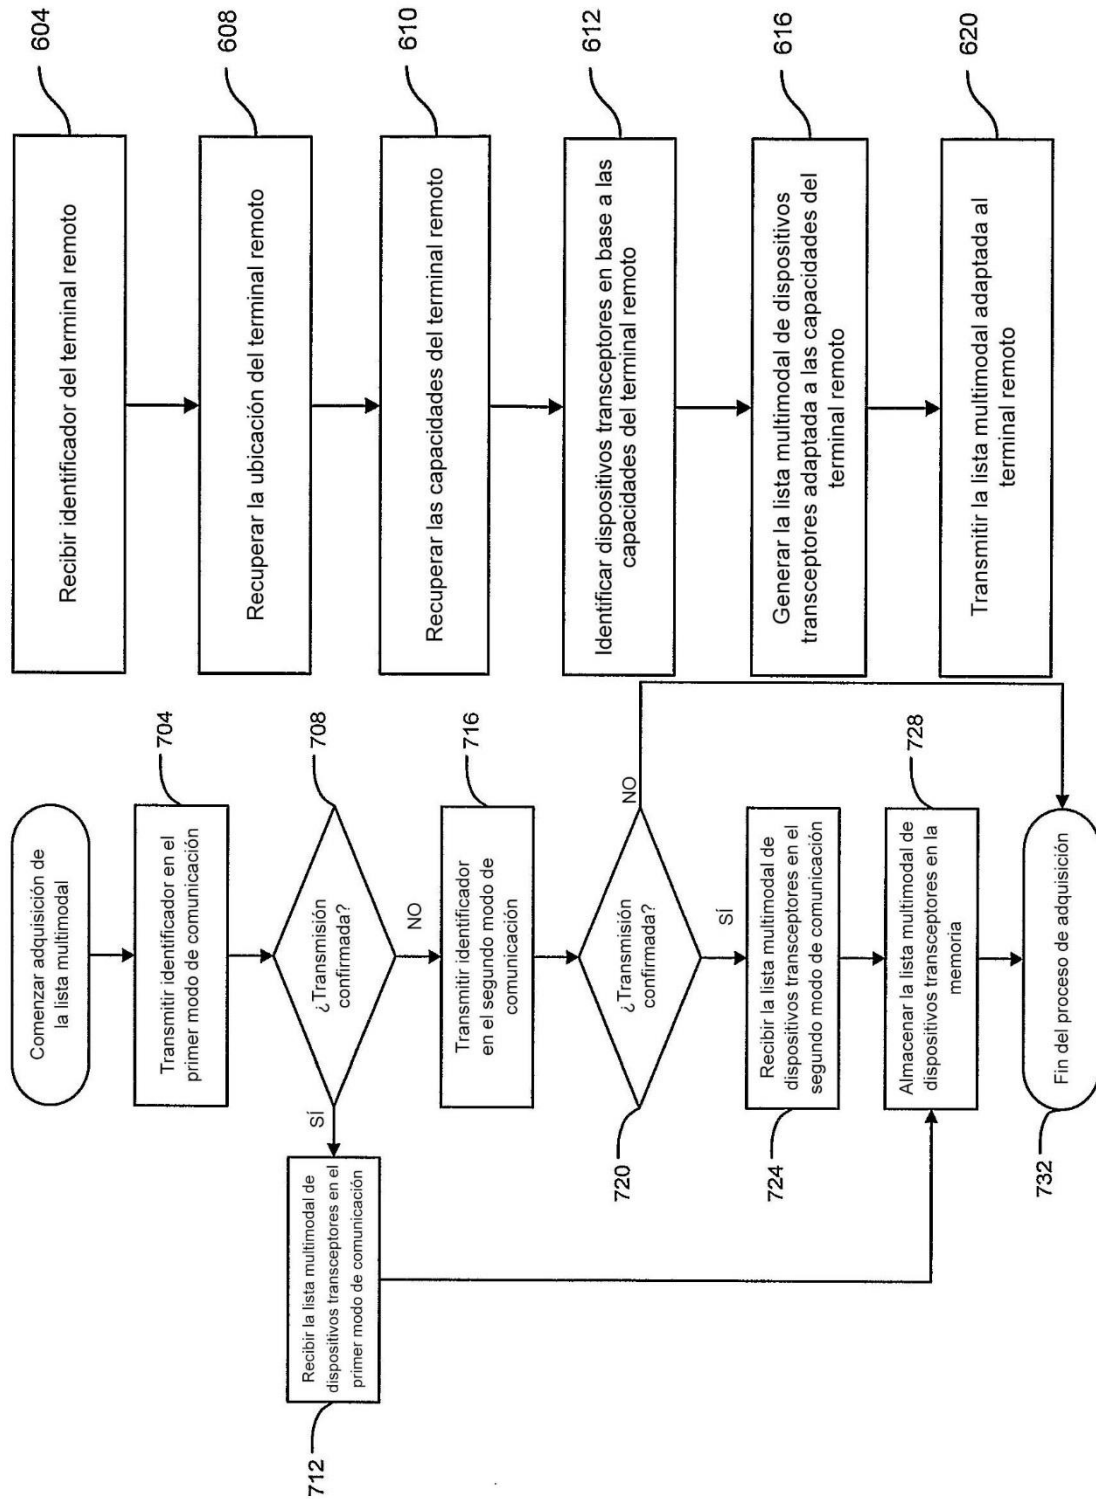 604
Recibir identificador del terminal remoto
608
Recuperar la ubicación del terminal remoto
610
Recuperar las capacidades del terminal remoto
612
Identificar dispositivos transceptores en base a las
capacidades del terminal remoto
616
Generar la lista multimodal de dispositivos
transceptores adaptada a las capacidades del
terminal remoto
620
Transmitir la lista multimodal adaptada al
terminal remoto
Comenzar adquisición de
la lista multimodal
704
Transmitir identificador en el
primer modo de comunicación
708
¿Transmisión
confirmada?
SÍ
NO
Recibir la lista multimodal de
dispositivos transceptores en el
primer modo de comunicación
712
716
Transmitir identificador
en el segundo modo de
comunicación
¿Transmisión
confirmada?
720
NO
SÍ
Recibir la lista multimodal de
dispositivos transceptores en el
segundo modo de comunicación
724
728
Almacenar la lista multimodal de
dispositivos transceptores en la
memoria
Fin del proceso de adquisición
732